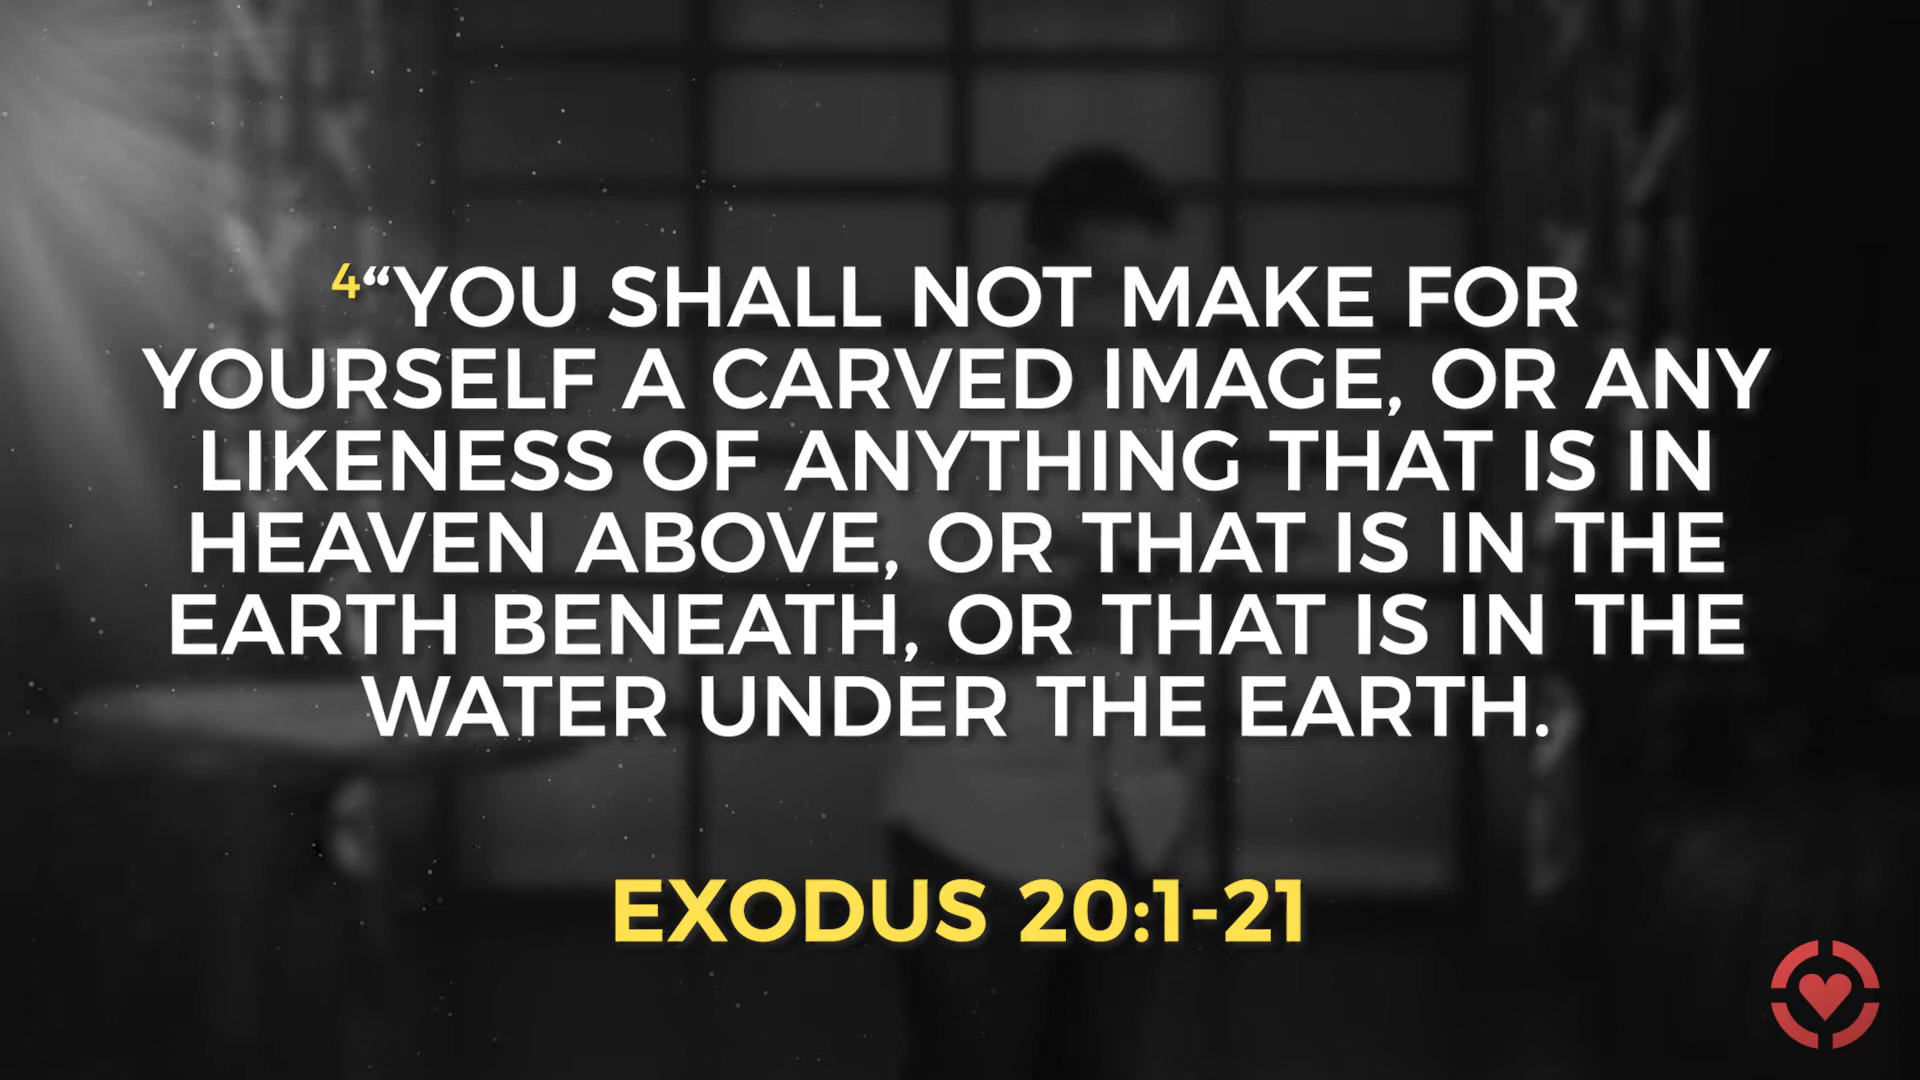 4“YOU SHALL NOT MAKE FOR
YOURSELF A CARVED IMAGE, OR ANY
LIKENESS OF ANYTHING THAT IS IN
HEAVEN ABOVE, OR THAT IS IN THE
EARTH BENEATH, OR THAT IS IN THE
WATER UNDER THE EARTH.
EXODUS 20:1-21